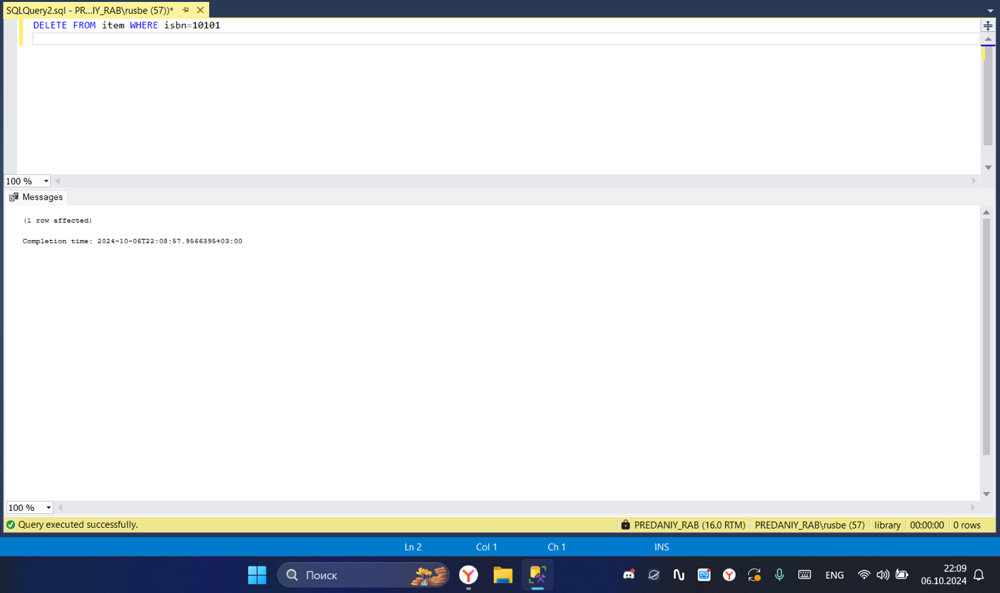 SQLQuery2.sql - PR...IY_RAB\rusbe (57))*
DELETE FROM item WHERE isbn=10101
100 %
Messages
(1 row affected)
Completion time: 2024-10-06T22:08:57.9566395+03:00
100 %
Query executed successfully.
PREDANIY_RAB (16.0 RTM)
PREDANIY_RAB\rusbe (57)
library
00:00:00
0 rows
Ln 2
Col 1
Ch 1
INS
Поиск
ENG
22:09
06.10.2024